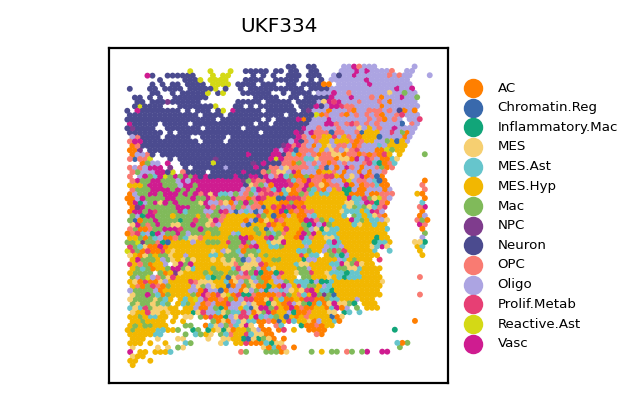 UKF334
AC
Chromatin.Reg
Inflammatory.Mac
MES
MES.Ast
MES.Hyp
Mac
NPC
Neuron
OPC
Oligo
Prolif.Metab
Reactive.Ast
Vasc